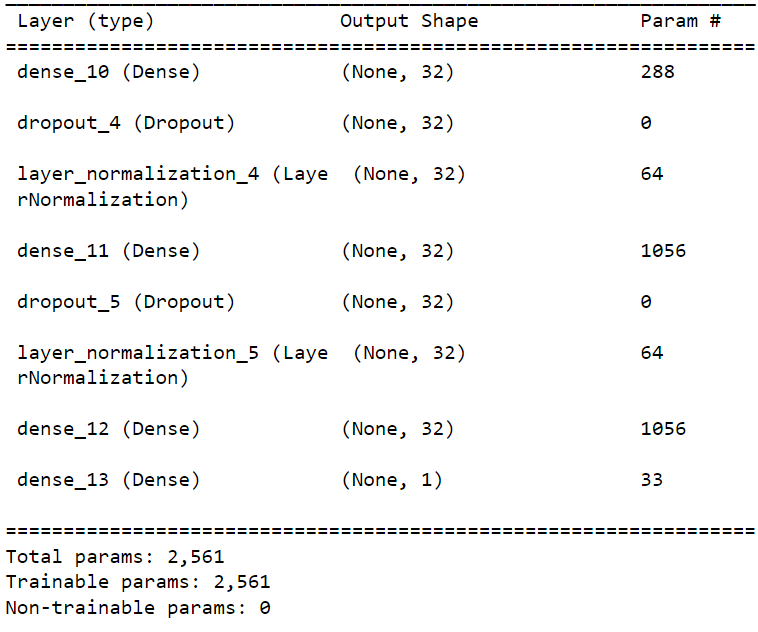 Layer (type) Output Shape Param #
=================================================================
dense_10 (Dense) (None, 32) 288
dropout_4 (Dropout) (None, 32) 0
layer_normalization_4 (Laye (None, 32) 64
rNormalization)
dense_11 (Dense) (None, 32) 1056
dropout_5 (Dropout) (None, 32) 0
layer_normalization_5 (Laye (None, 32) 64
rNormalization)
dense_12 (Dense) (None, 32) 1056
dense_13 (Dense) (None, 1) 33
=================================================================
Total params: 2,561
Trainable params: 2,561
Non-trainable params: 0